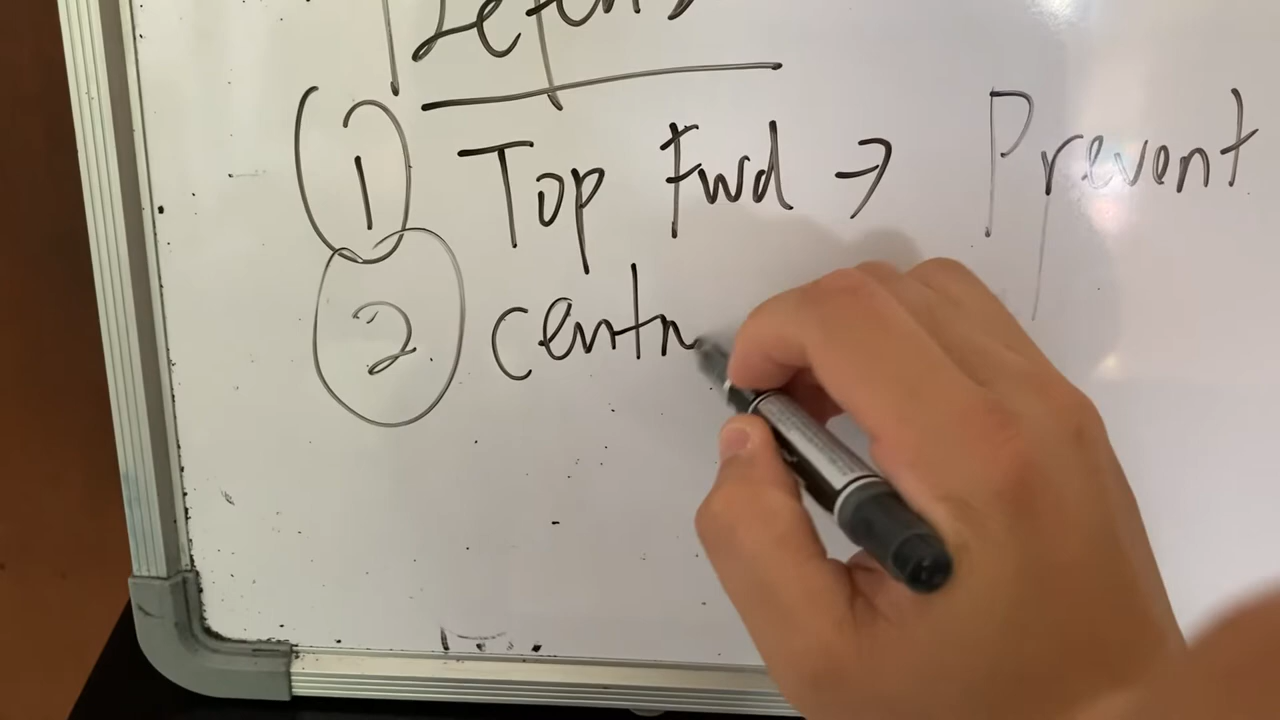 1 Top Fwd → Prevent
2 centr